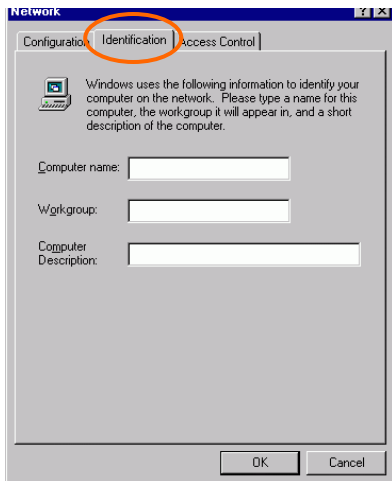 Network
Configuration Identification Access Control
Windows uses the following information to identify your
computer on the network. Please type a name for this
computer, the workgroup it will appear in, and a short
description of the computer.
Computer name:
Workgroup:
Computer
Description:
OK Cancel